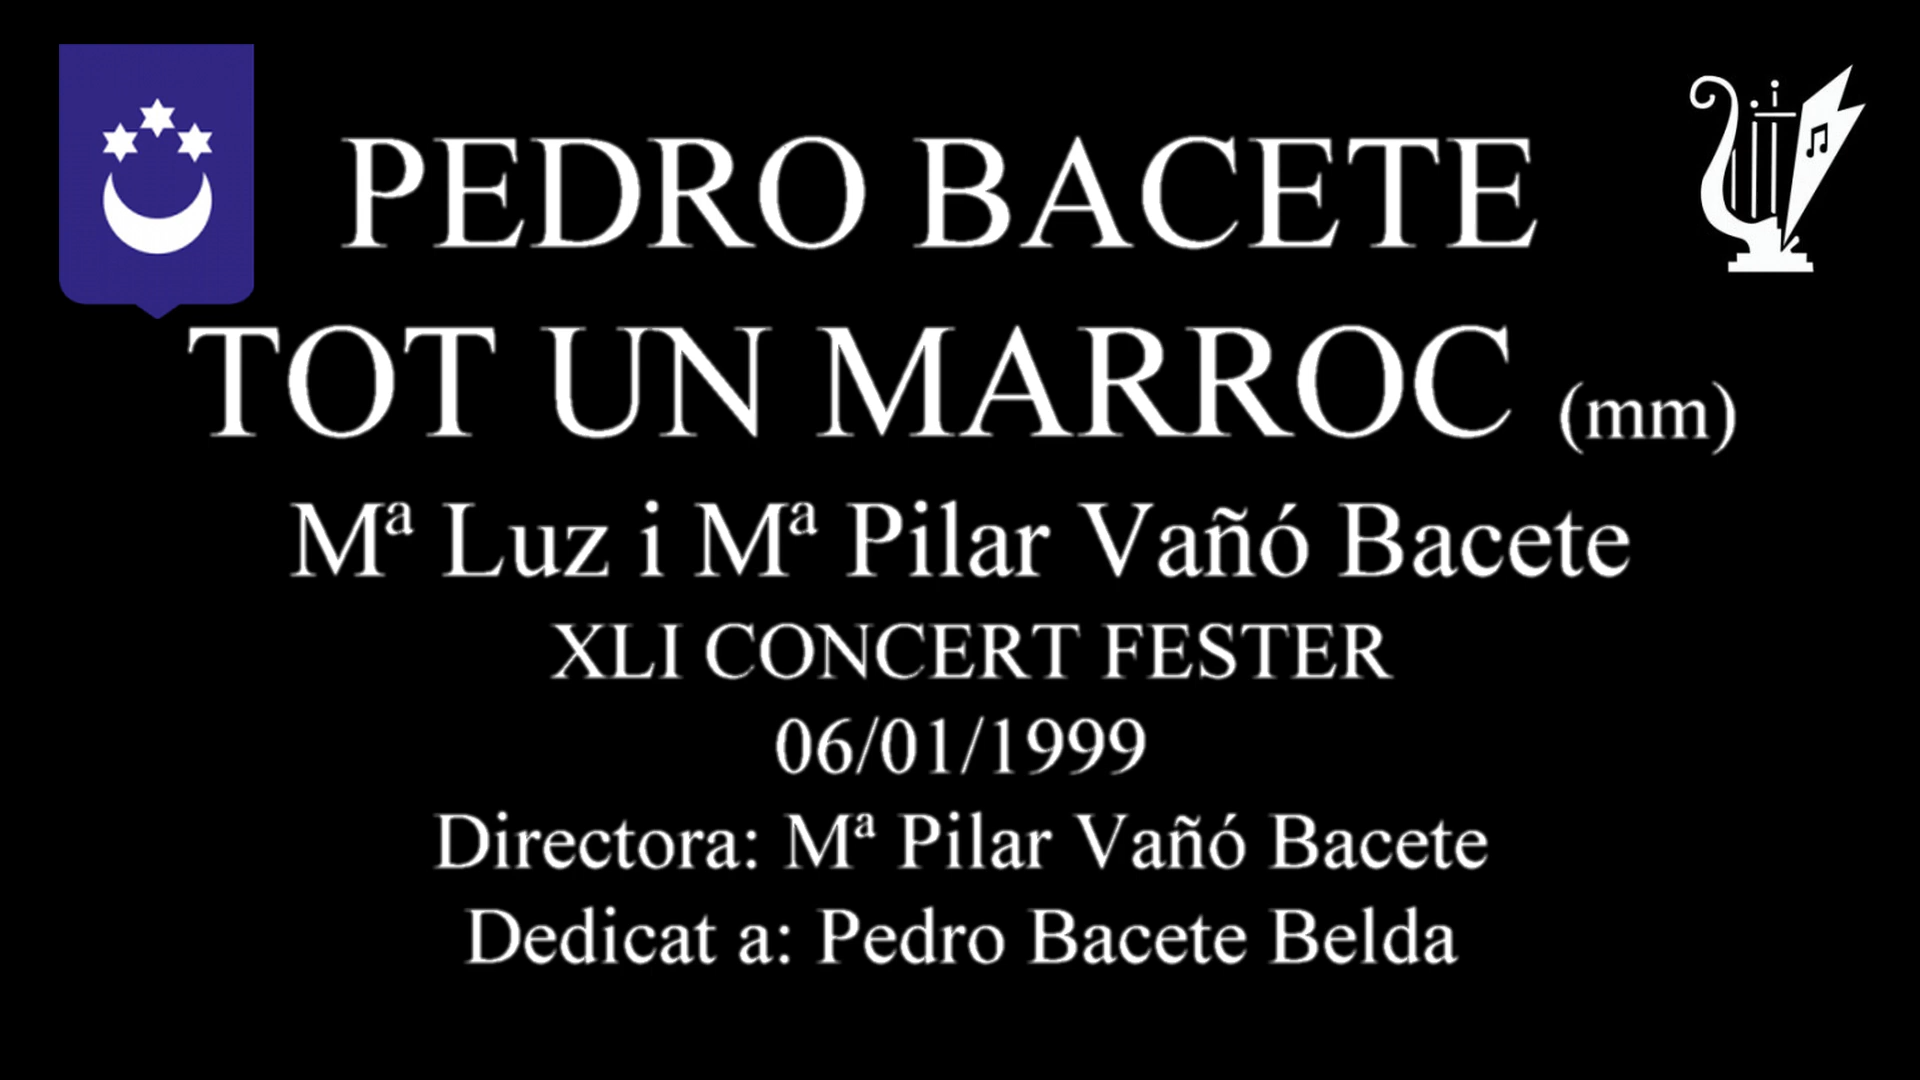 PEDRO BACETE
TOT UN MARROC (mm)
Mª Luz i Mª Pilar Vañó Bacete
XLI CONCERT FESTER
06/01/1999
Directora: Mª Pilar Vañó Bacete
Dedicat a: Pedro Bacete Belda